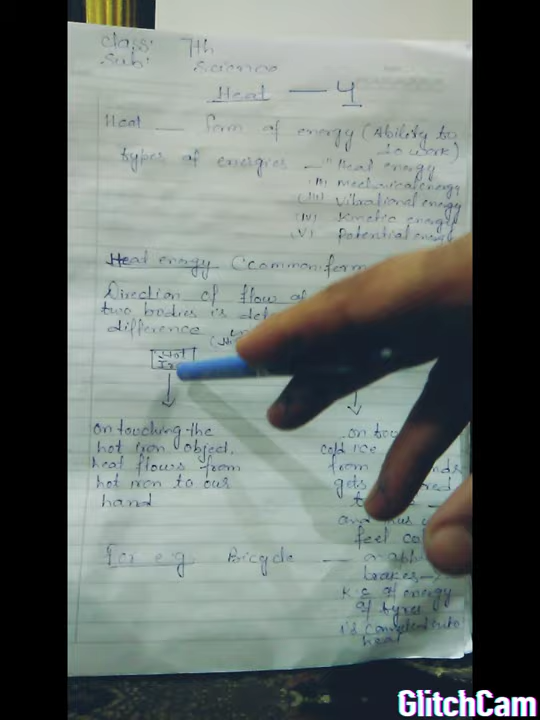 class: 7th
Sub: Science
Heat — 4
Heat — form of energy (Ability to do work)
types of energies — (i) Heat energy
(ii) mechanical energy
(iii) Vibrational energy
(iv) Kinetic energy
(V) Potential energy
Heat energy (common form
Direction of flow of
two bodies is
difference in
Hot
on touching the
hot iron object,
heat flows from
hot iron to our
hand
on
cold ice
from
gets
feel
For e.g Bicycle —
brakes
K.E of energy
of tyres
is converted into
heat
GlitchCam